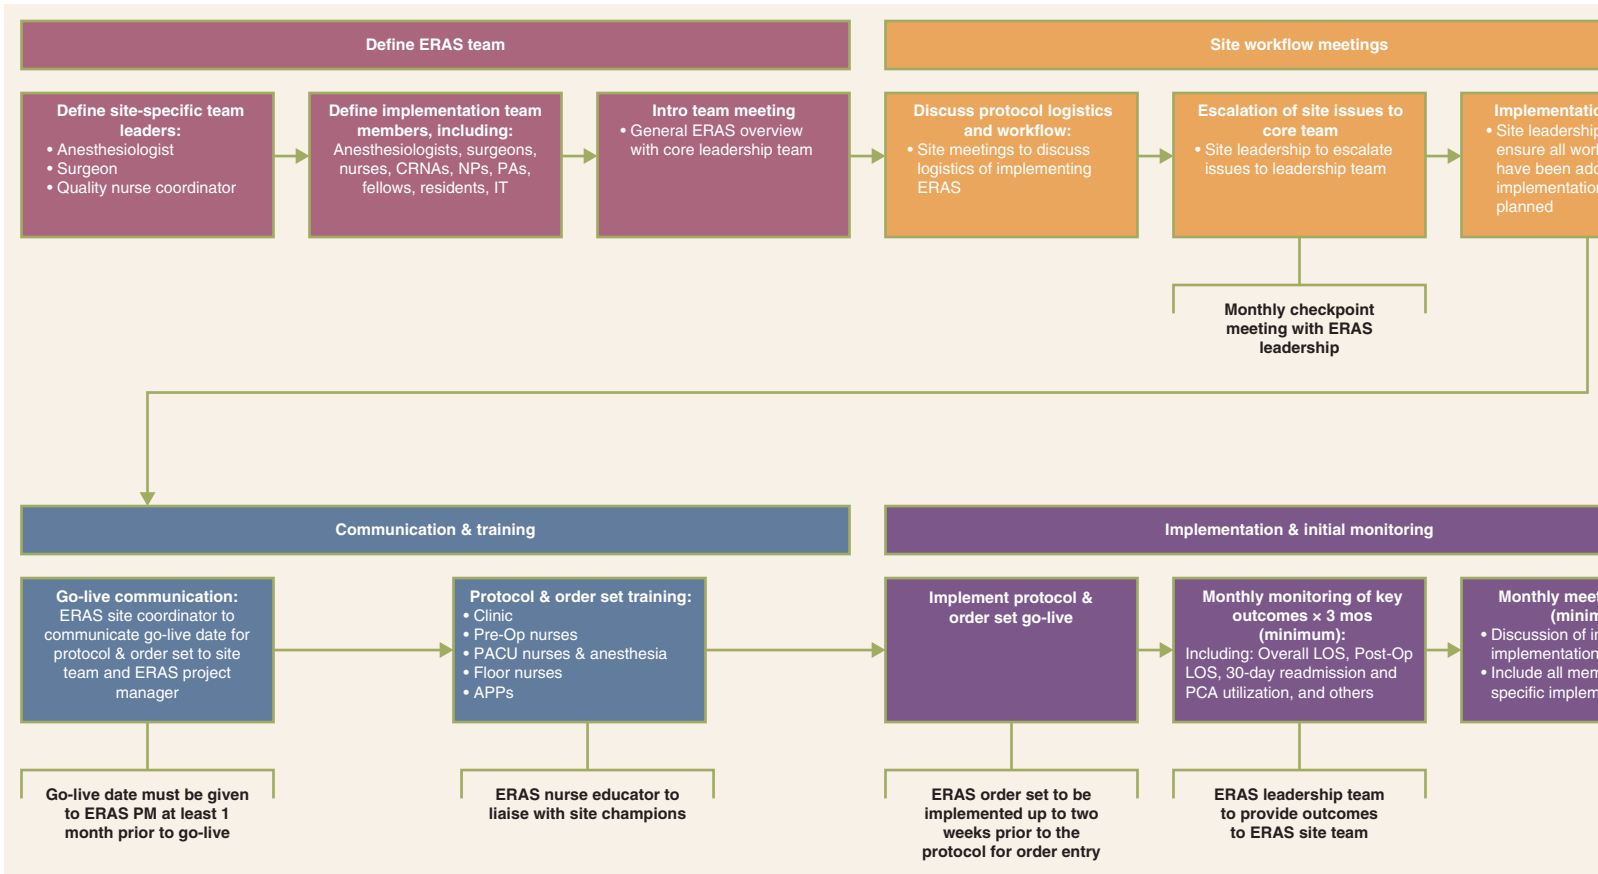 Define ERAS team
Site workflow meetings
Define site-specific team
leaders:
• Anesthesiologist
• Surgeon
• Quality nurse coordinator
Define implementation team
members, including:
Anesthesiologists, surgeons,
nurses, CRNAs, NPs, PAs,
fellows, residents, IT
Intro team meeting
• General ERAS overview
with core leadership team
Discuss protocol logistics
and workflow:
• Site meetings to discuss
logistics of implementing
ERAS
Escalation of site issues to
core team
• Site leadership to escalate
issues to leadership team
• Site leadership
ensure all
have been
planned
Monthly checkpoint
meeting with ERAS
leadership
Communication & training
Implementation & initial monitoring
Go-live communication:
ERAS site coordinator to
communicate go-live date for
protocol & order set to site
team and ERAS project
manager
Protocol & order set training:
• Clinic
• Pre-Op nurses
• PACU nurses & anesthesia
• Floor nurses
• APPs
Implement protocol &
order set go-live
Monthly monitoring of key
outcomes × 3 mos
(minimum):
Including: Overall LOS, Post-Op
LOS, 30-day readmission and
PCA utilization, and others
Monthly
• Discussion of
implementation
• Include all
specific
Go-live date must be given
to ERAS PM at least 1
month prior to go-live
ERAS nurse educator to
liaise with site champions
ERAS order set to be
implemented up to two
weeks prior to the
protocol for order entry
ERAS leadership team
to provide outcomes
to ERAS site team